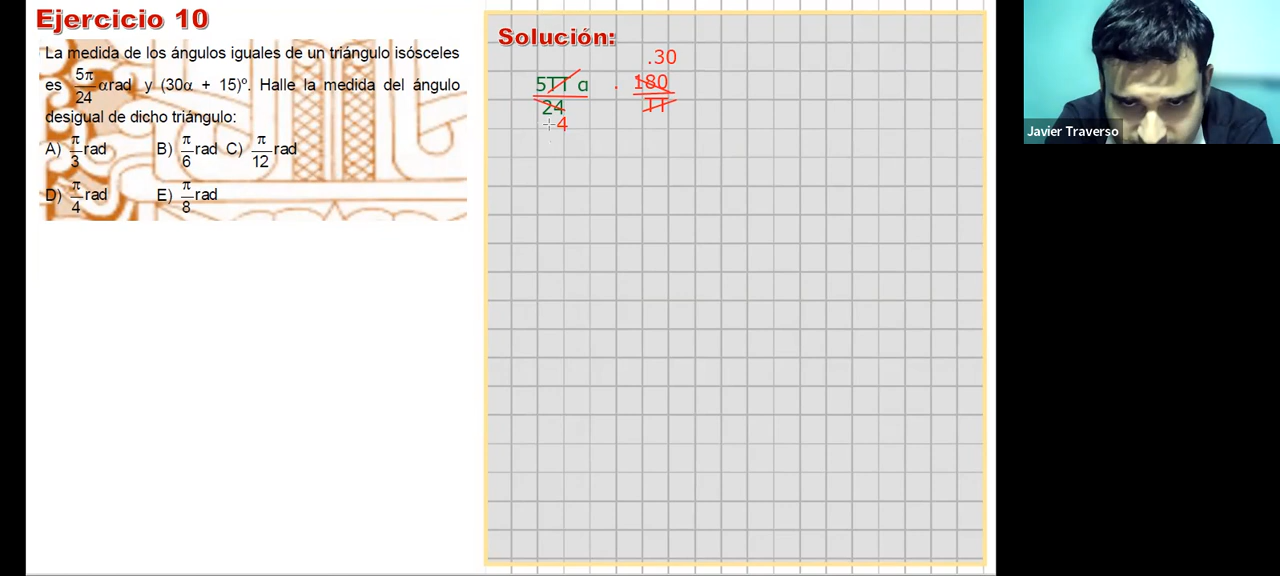 Ejercicio 10
La medida de los ángulos iguales de un triángulo isósceles
es 5π/24 αrad y (30α + 15)º. Halle la medida del ángulo
desigual de dicho triángulo:
A) π/3 rad B) π/6 rad C) π/12 rad
D) π/4 rad E) π/8 rad
Solución:
.30
5π a . 180
24 π
4
Javier Traverso